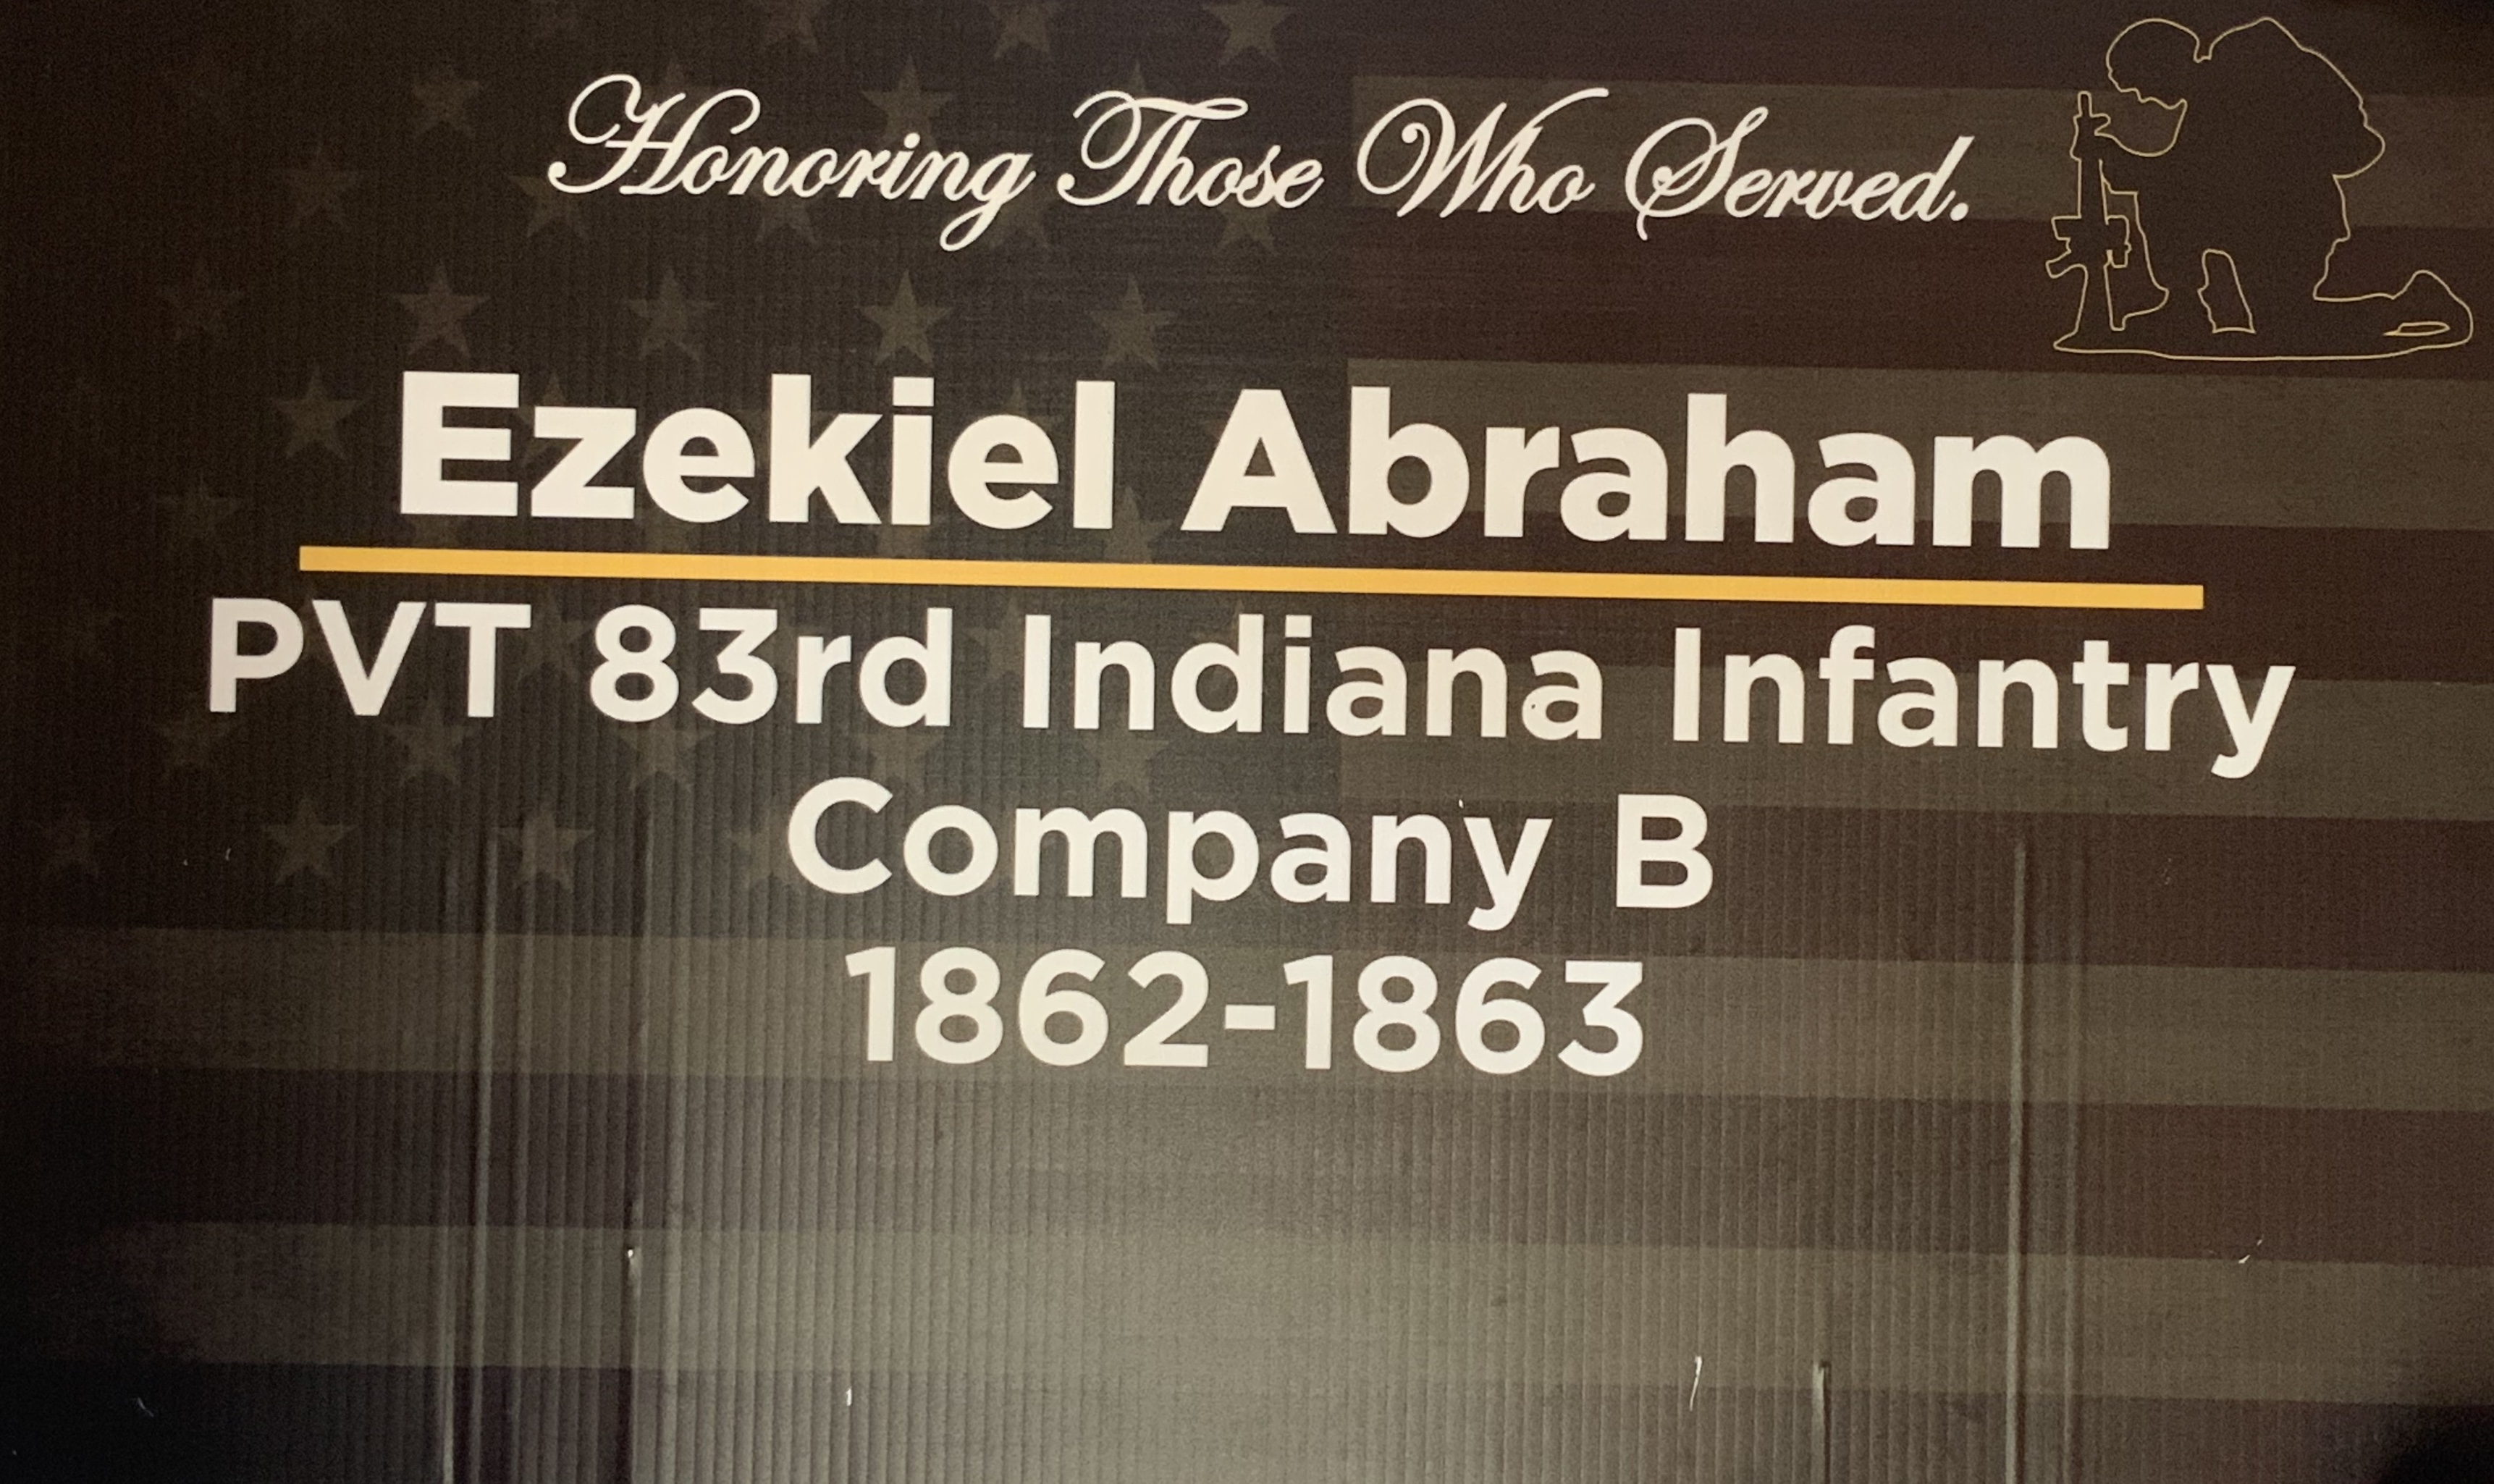 Honoring Those Who Served.
Ezekiel Abraham
PVT 83rd Indiana Infantry
Company B
1862-1863